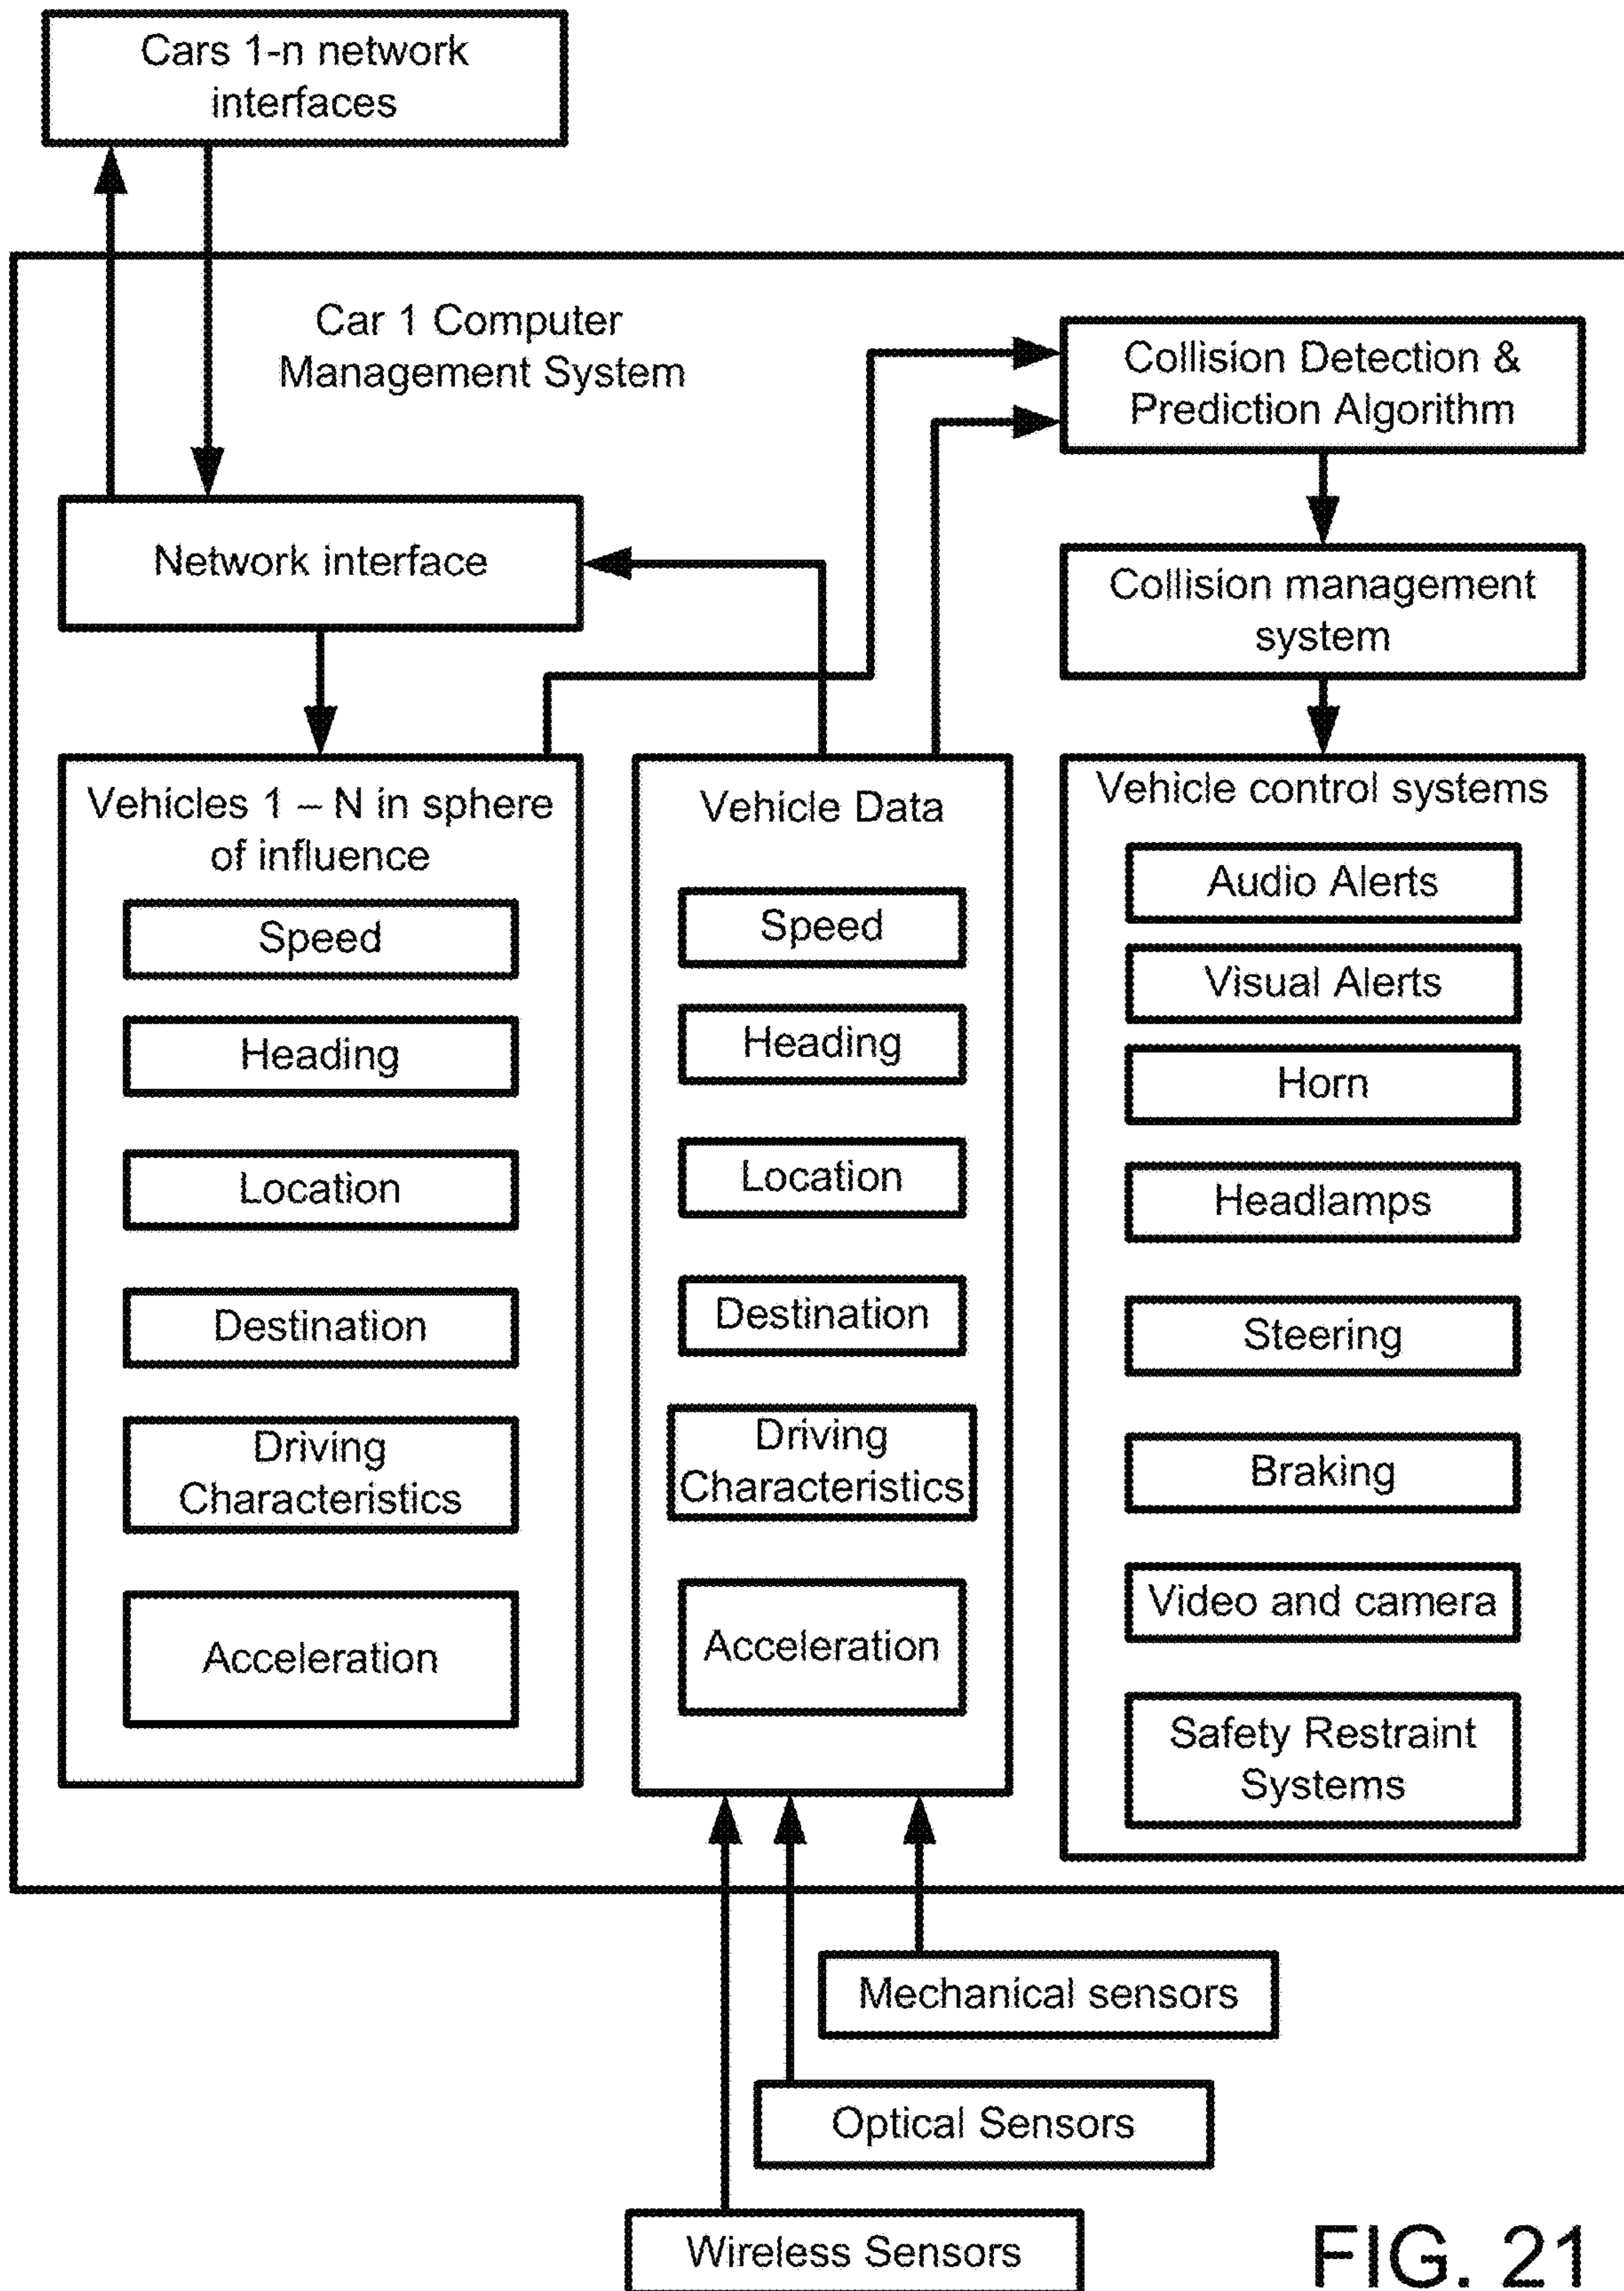 Cars 1-n network
interfaces
Car 1 Computer
Management System
Collision Detection &
Prediction Algorithm
Network interface
Collision management
system
Vehicles 1 – N in sphere
of influence
Speed
Heading
Location
Destination
Driving
Characteristics
Acceleration
Vehicle Data
Speed
Heading
Location
Destination
Driving
Characteristics
Acceleration
Vehicle control systems
Audio Alerts
Visual Alerts
Horn
Headlamps
Steering
Braking
Video and camera
Safety Restraint
Systems
Mechanical sensors
Optical Sensors
Wireless Sensors
FIG. 21